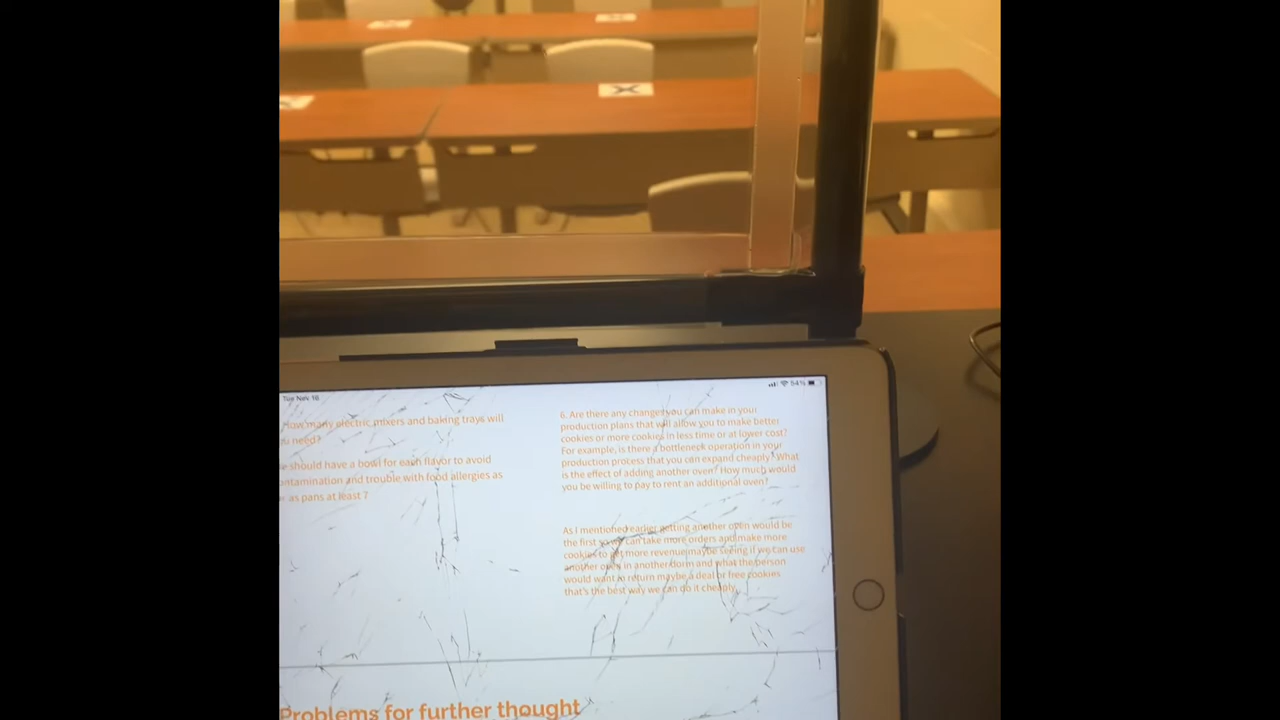 Tue Nov 16
54%
How many electric mixers and baking trays will
u need?
e should have a bowl for each flavor to avoid
ontamination and trouble with food allergies as
as pans at least 7
6. Are there any changes you can make in your
production plans that will allow you to make better
cookies or more cookies in less time or at lower cost?
For example, is there a bottleneck operation in your
production process that you can expand cheaply? What
is the effect of adding another oven? How much would
you be willing to pay to rent an additional oven?
As I mentioned earlier getting another oven would be
the first so we can take more orders and make more
cookies to get more revenue maybe seeing if we can use
another oven in another dorm and what the person
would want in return maybe a deal or free cookies
that's the best way we can do it cheaply.
Problems for further thought